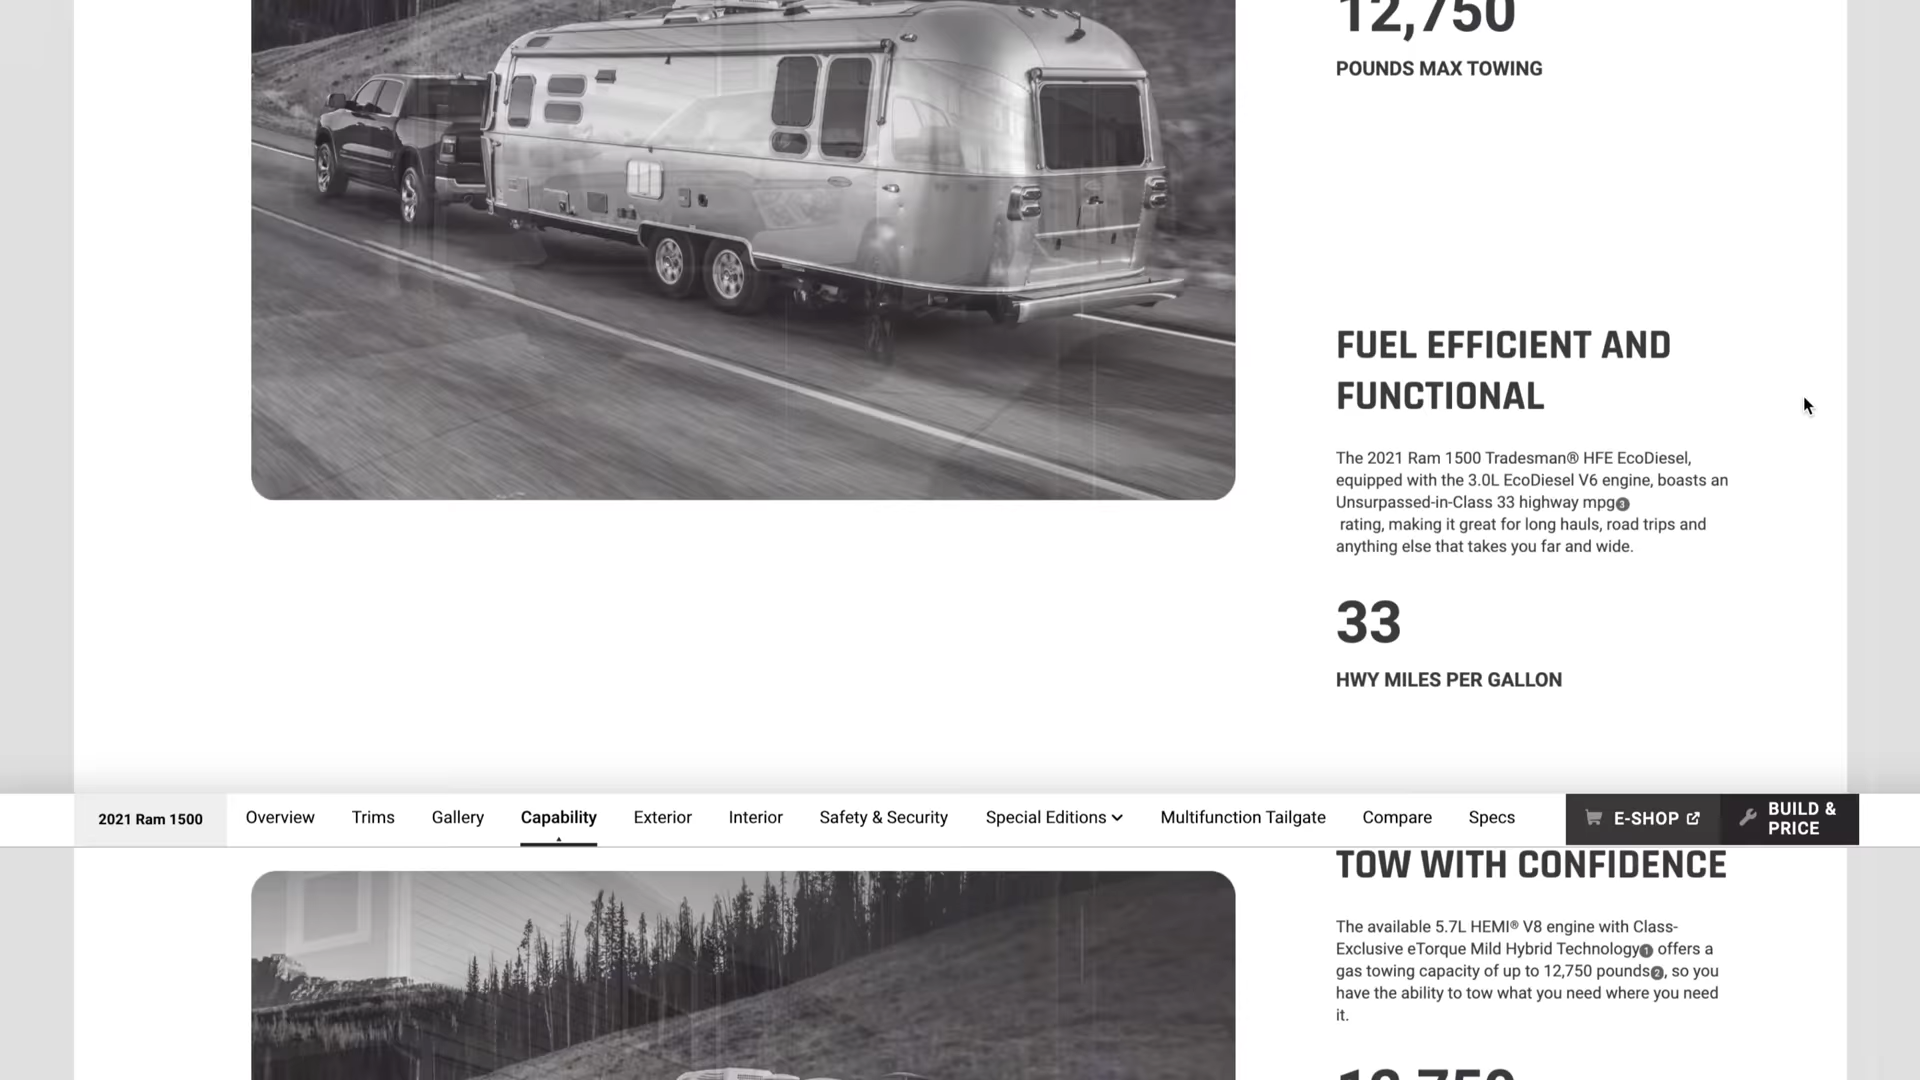 12,750
POUNDS MAX TOWING
FUEL EFFICIENT AND
FUNCTIONAL
The 2021 Ram 1500 Tradesman® HFE EcoDiesel,
equipped with the 3.0L EcoDiesel V6 engine, boasts an
Unsurpassed-in-Class 33 highway mpg3
rating, making it great for long hauls, road trips and
anything else that takes you far and wide.
33
HWY MILES PER GALLON
2021 Ram 1500 Overview Trims Gallery Capability Exterior Interior Safety & Security Special Editions Multifunction Tailgate Compare Specs E-SHOP BUILD &
PRICE
TOW WITH CONFIDENCE
The available 5.7L HEMI® V8 engine with Class-
Exclusive eTorque Mild Hybrid Technology1 offers a
gas towing capacity of up to 12,750 pounds2, so you
have the ability to tow what you need where you need
it.
12,750